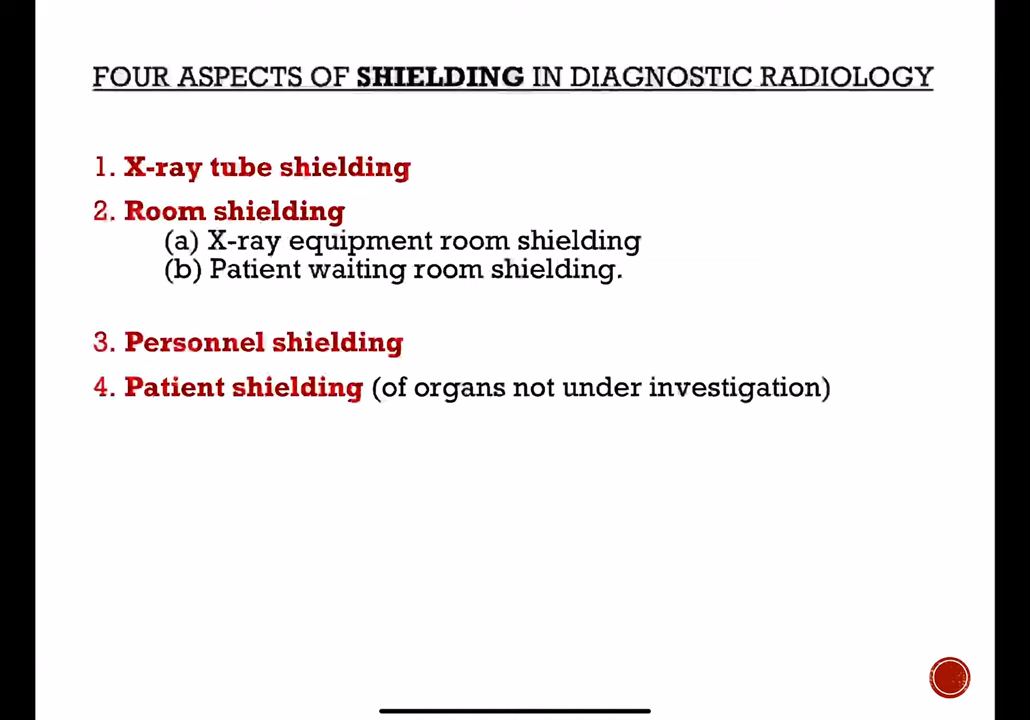 FOUR ASPECTS OF SHIELDING IN DIAGNOSTIC RADIOLOGY
1. X-ray tube shielding
2. Room shielding
(a) X-ray equipment room shielding
(b) Patient waiting room shielding.
3. Personnel shielding
4. Patient shielding (of organs not under investigation)